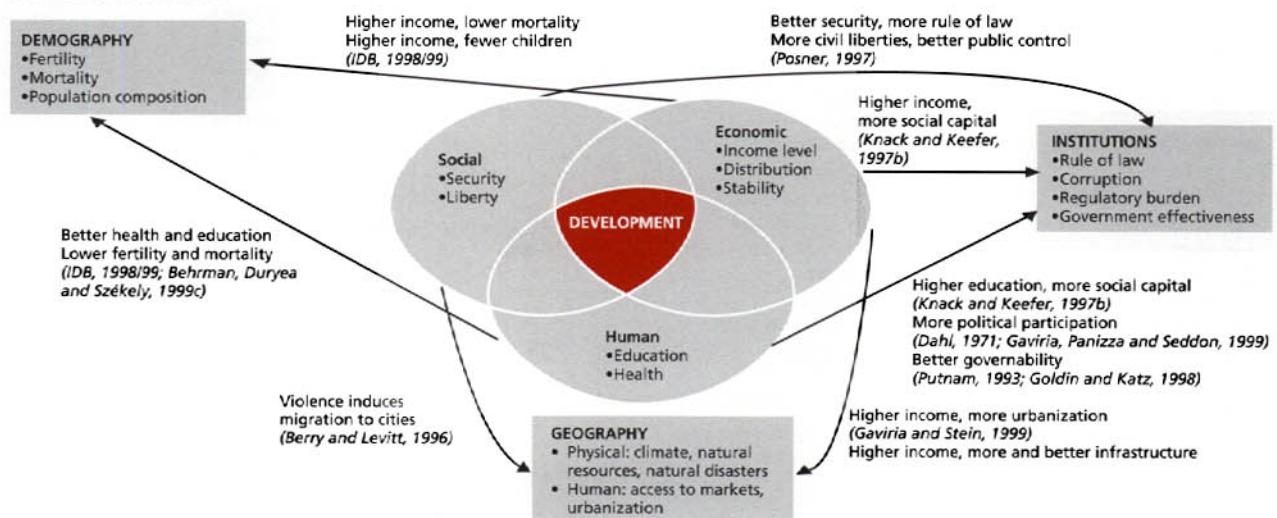 Higher income, lower mortality
Higher income, fewer children
(IDB, 1998/99)
Better security, more rule of law
More civil liberties, better public control
(Posner, 1997)
DEMOGRAPHY
•Fertility
•Mortality
•Population composition
Higher income,
more social capital
(Knack and Keefer,
1997b)
Economic
•Income level
•Distribution
•Stability
INSTITUTIONS
•Rule of law
•Corruption
•Regulatory burden
•Government effectiveness
Social
•Security
•Liberty
DEVELOPMENT
Better health and education
Lower fertility and mortality
(IDB, 1998/99; Behrman, Duryea
and Székely, 1999c)
Higher education, more social capital
(Knack and Keefer, 1997b)
More political participation
(Dahl, 1971; Gaviria, Panizza and Seddon, 1999)
Better governability
(Putnam, 1993; Goldin and Katz, 1998)
Human
•Education
•Health
Violence induces
migration to cities
(Berry and Levitt, 1996)
Higher income, more urbanization
(Gaviria and Stein, 1999)
Higher income, more and better infrastructure
GEOGRAPHY
• Physical: climate, natural
resources, natural disasters
• Human: access to markets,
urbanization